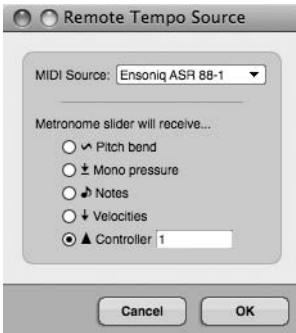 Remote Tempo Source
MIDI Source: Ensoniq ASR 88-1
Metronome slider will receive...
Pitch bend
Mono pressure
Notes
Velocities
Controller 1
Cancel OK